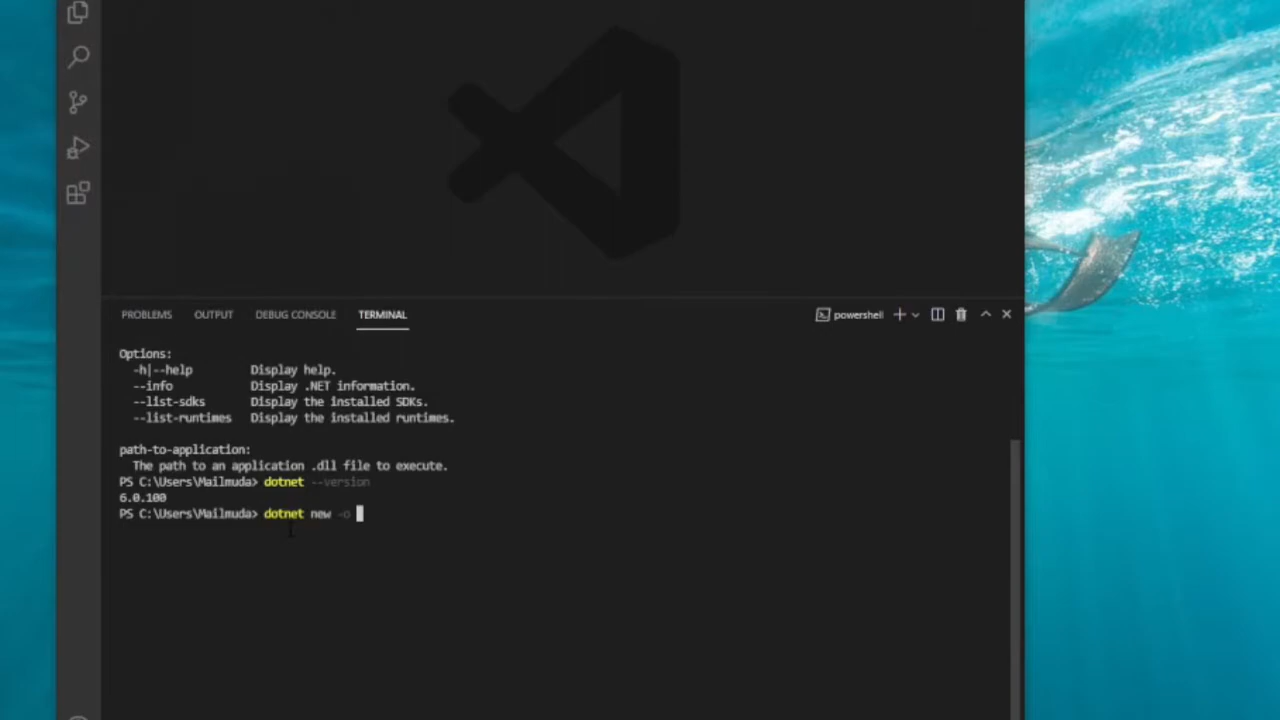 PROBLEMS OUTPUT DEBUG CONSOLE TERMINAL powershell
Options:
-h|--help Display help.
--info Display .NET information.
--list-sdks Display the installed SDKs.
--list-runtimes Display the installed runtimes.
path-to-application:
The path to an application .dll file to execute.
PS C:\Users\Mailmuda> dotnet --version
6.0.100
PS C:\Users\Mailmuda> dotnet new -o